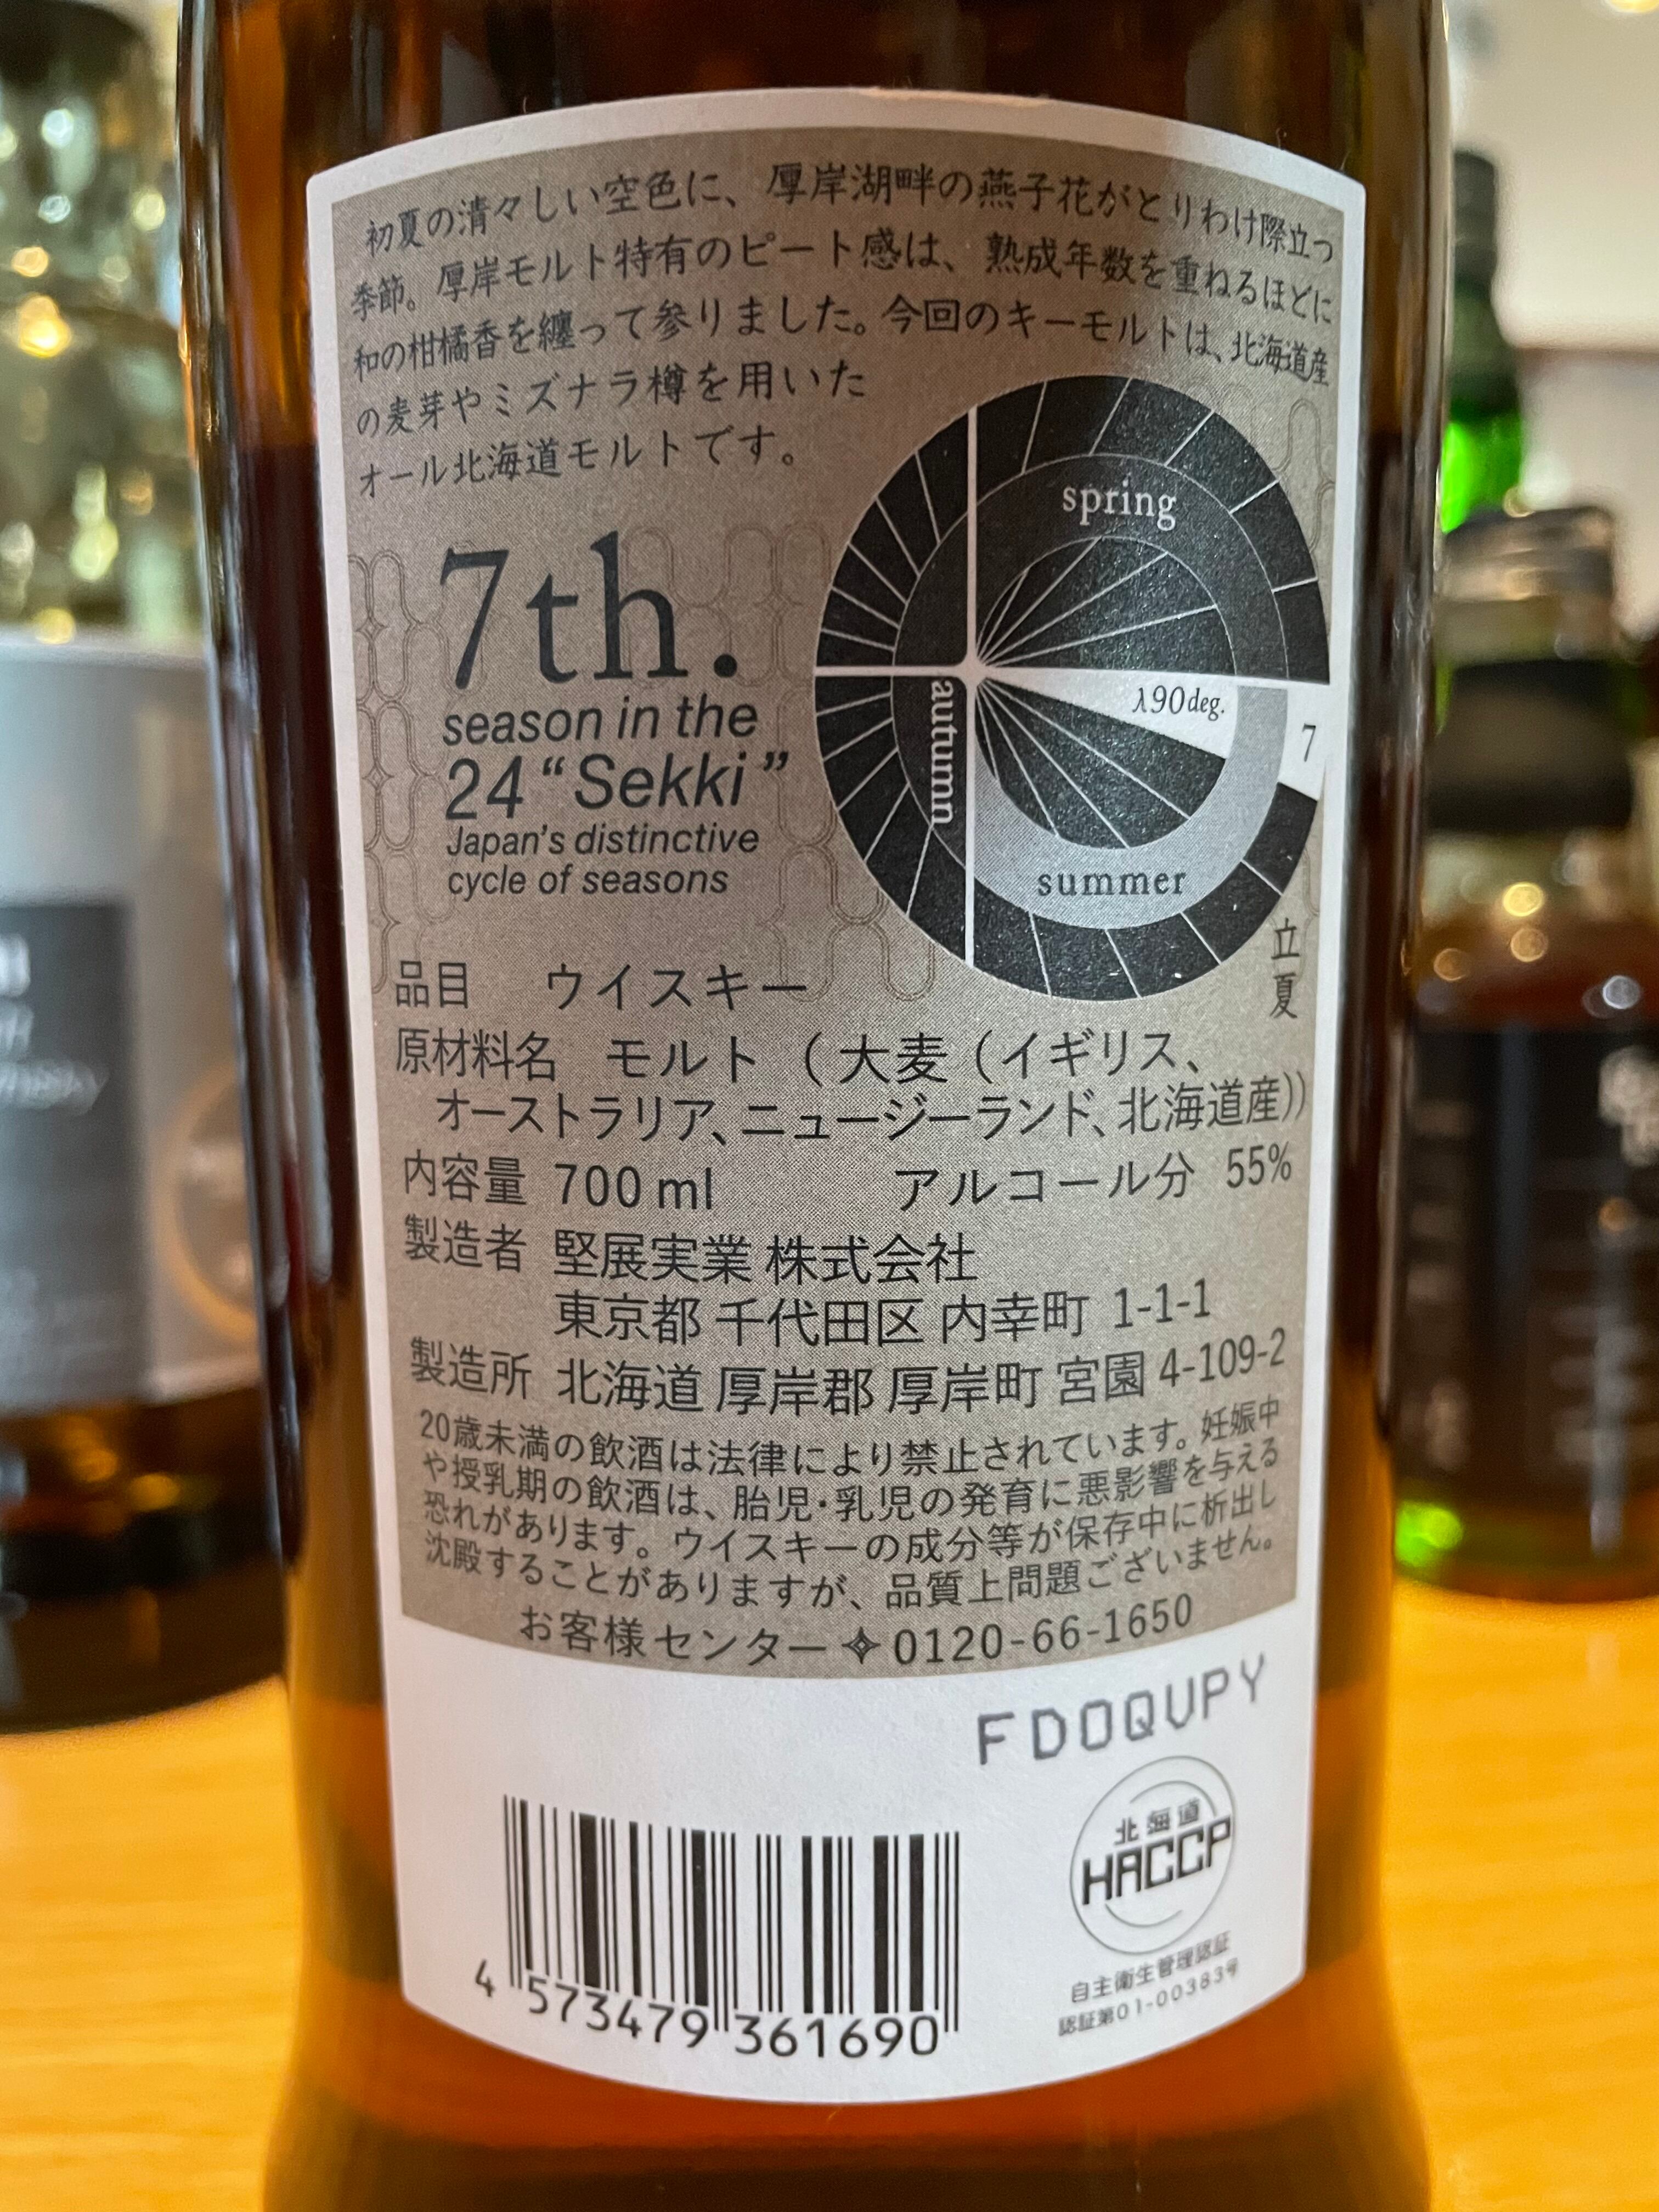 初夏の清々しい空色に、厚岸湖畔の燕子花がとりわけ際立つ
季節。厚岸モルト特有のピート感は、熟成年数を重ねるほどに
和の柑橘香を纏って参りました。今回のキーモルトは、北海道産
の麦芽やミズナラ樽を用いた
オール北海道モルトです。
spring
7th.
season in the
24 “Sekki”
Japan's distinctive
cycle of seasons
λ90deg.
7
autumn
summer
立夏
品目 ウイスキー
原材料名 モルト（大麦（イギリス、
オーストラリア、ニュージーランド、北海道産））
内容量 700 ml アルコール分 55%
製造者 堅展実業 株式会社
東京都 千代田区 内幸町 1-1-1
製造所 北海道 厚岸郡 厚岸町 宮園 4-109-2
20歳未満の飲酒は法律により禁止されています。妊娠中
や授乳期の飲酒は、胎児・乳児の発育に悪影響を与える
恐れがあります。ウイスキーの成分等が保存中に析出し
沈殿することがありますが、品質上問題ございません。
お客様センター✧0120-66-1650
FDOQUPY
北海道
HACCP
自主衛生管理認証
認証第01-00383号
4 573479 361690